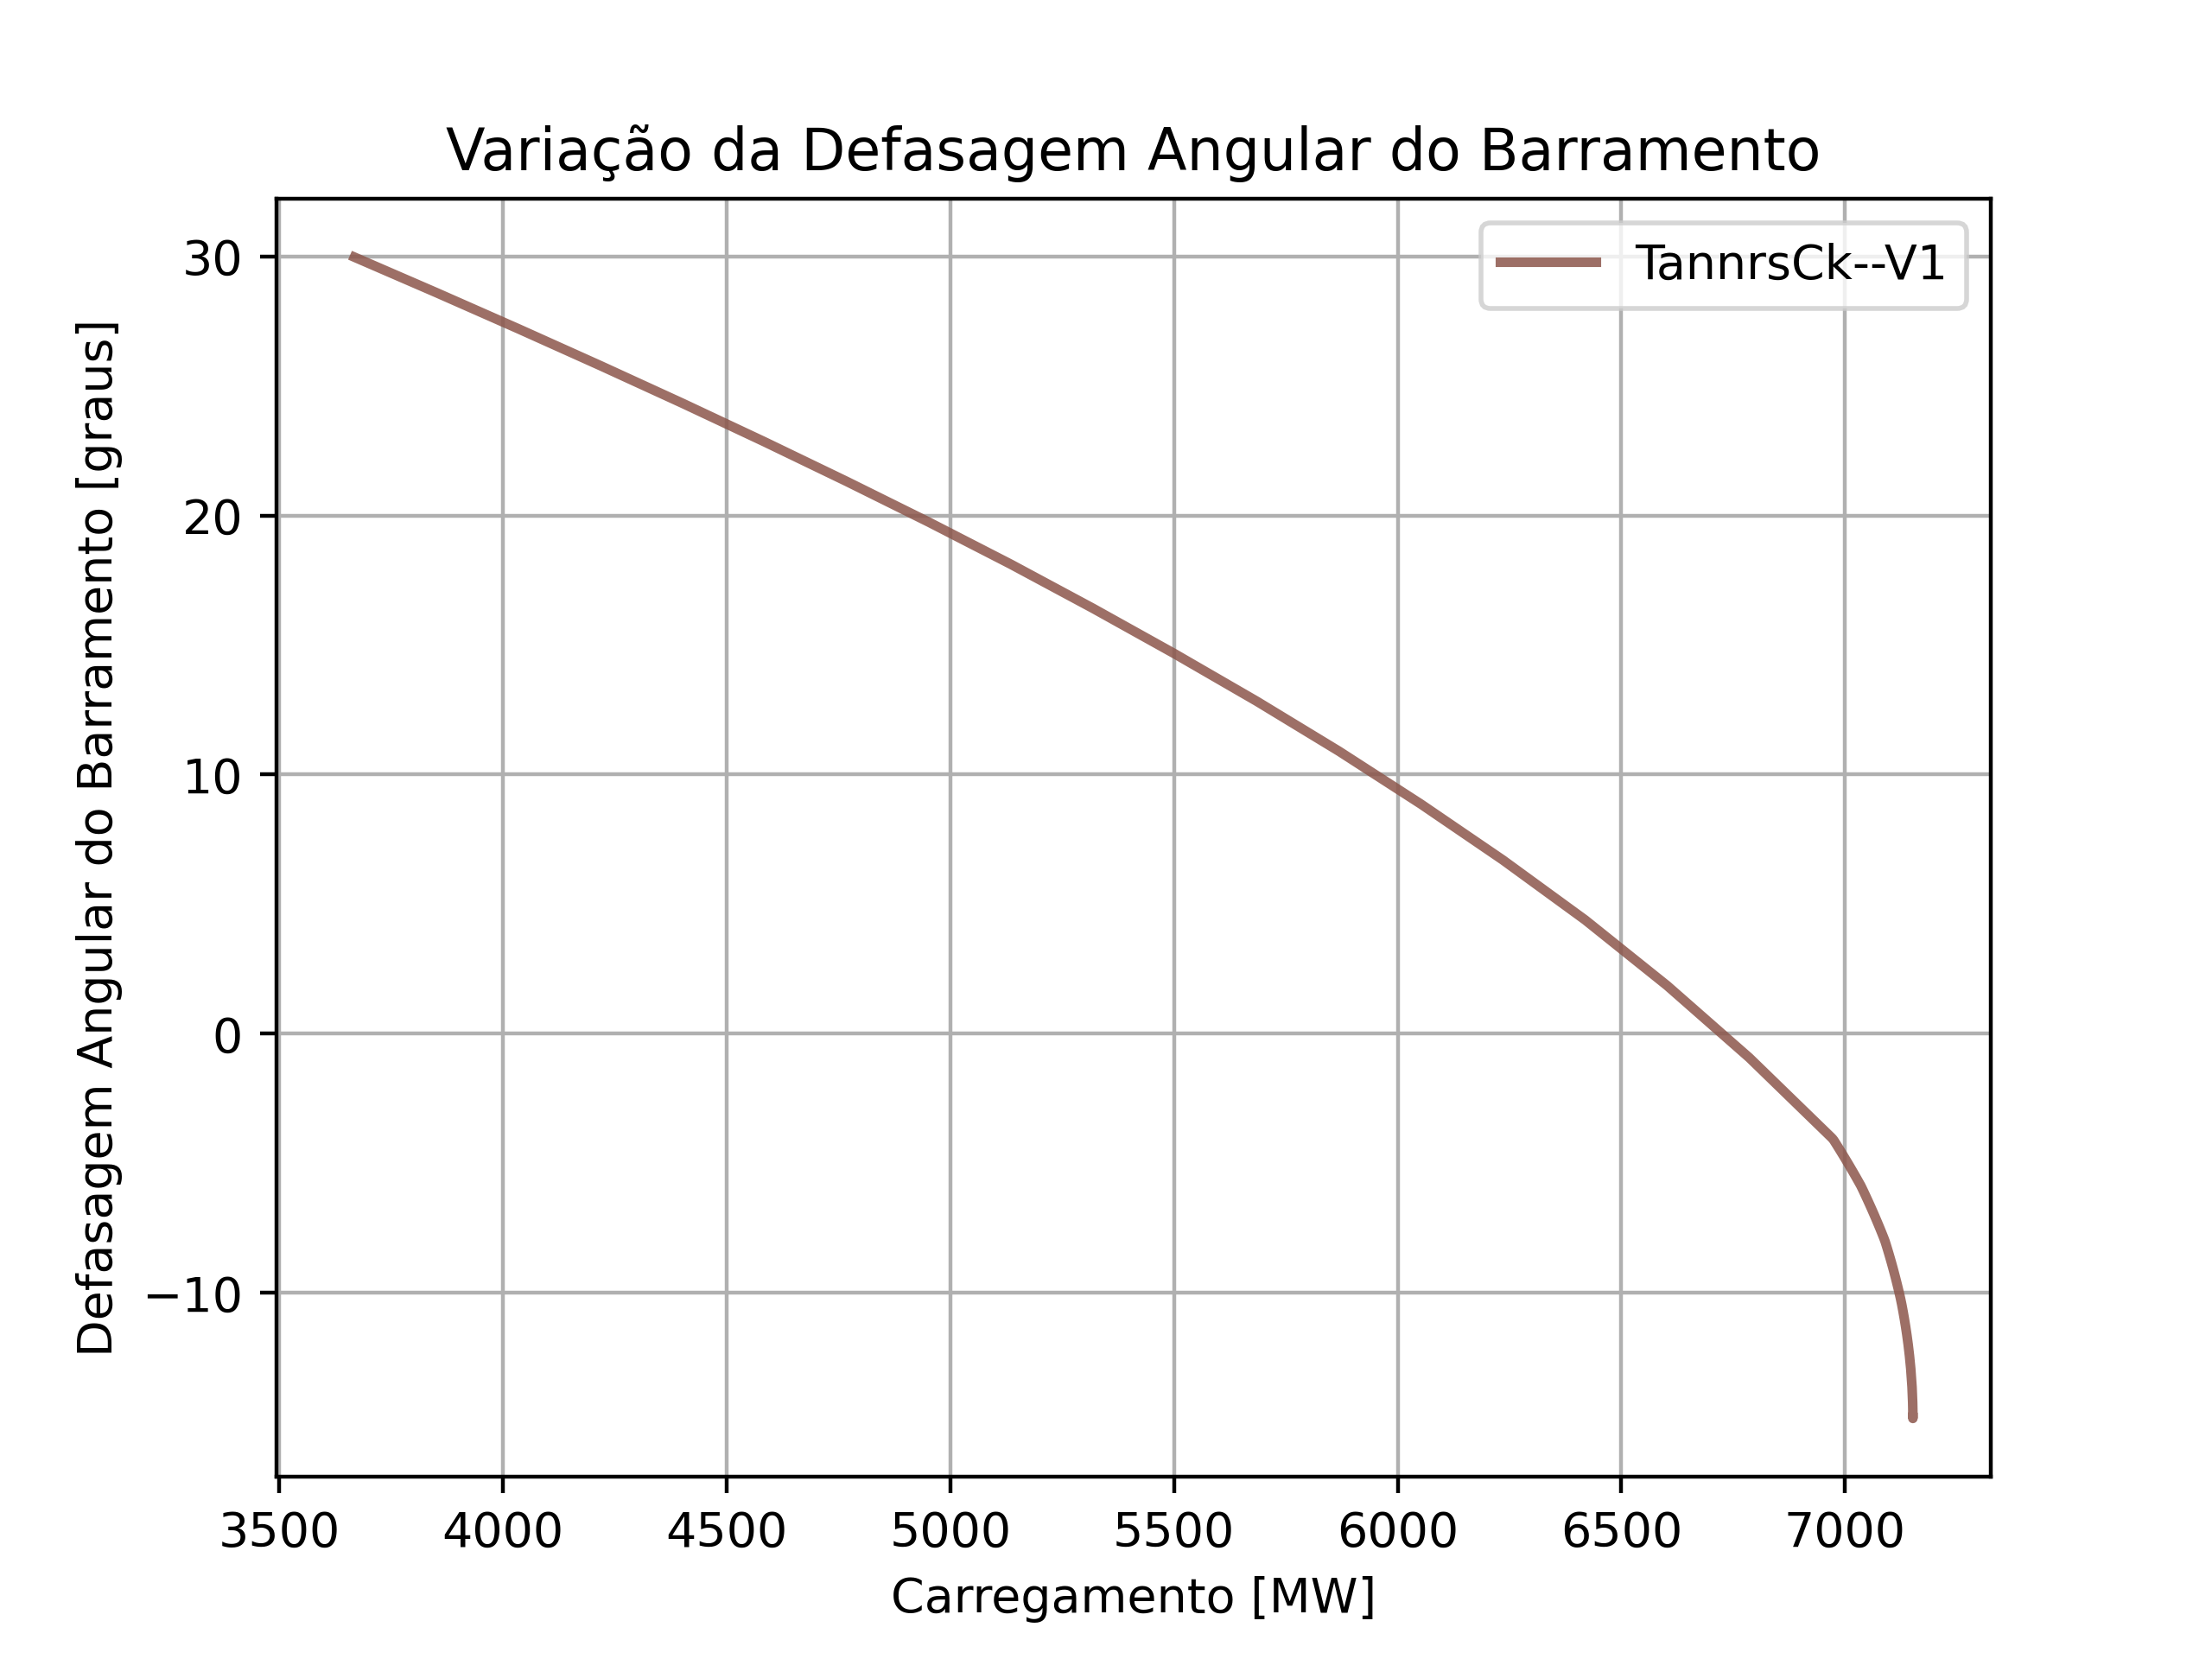 Variação da Defasagem Angular do Barramento
TannrsCk--V1
Defasagem Angular do Barramento [graus]
30
20
10
0
−10
3500 4000 4500 5000 5500 6000 6500 7000
Carregamento [MW]